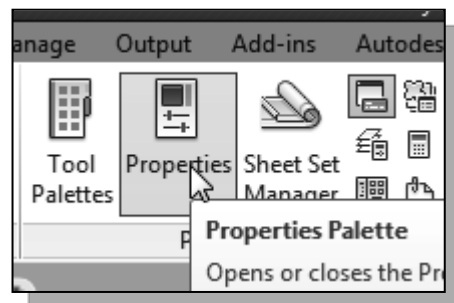 anage Output Add-ins Autodes
Tool Palettes
Properties
Sheet Set Manager
P
Properties Palette
Opens or closes the Pr